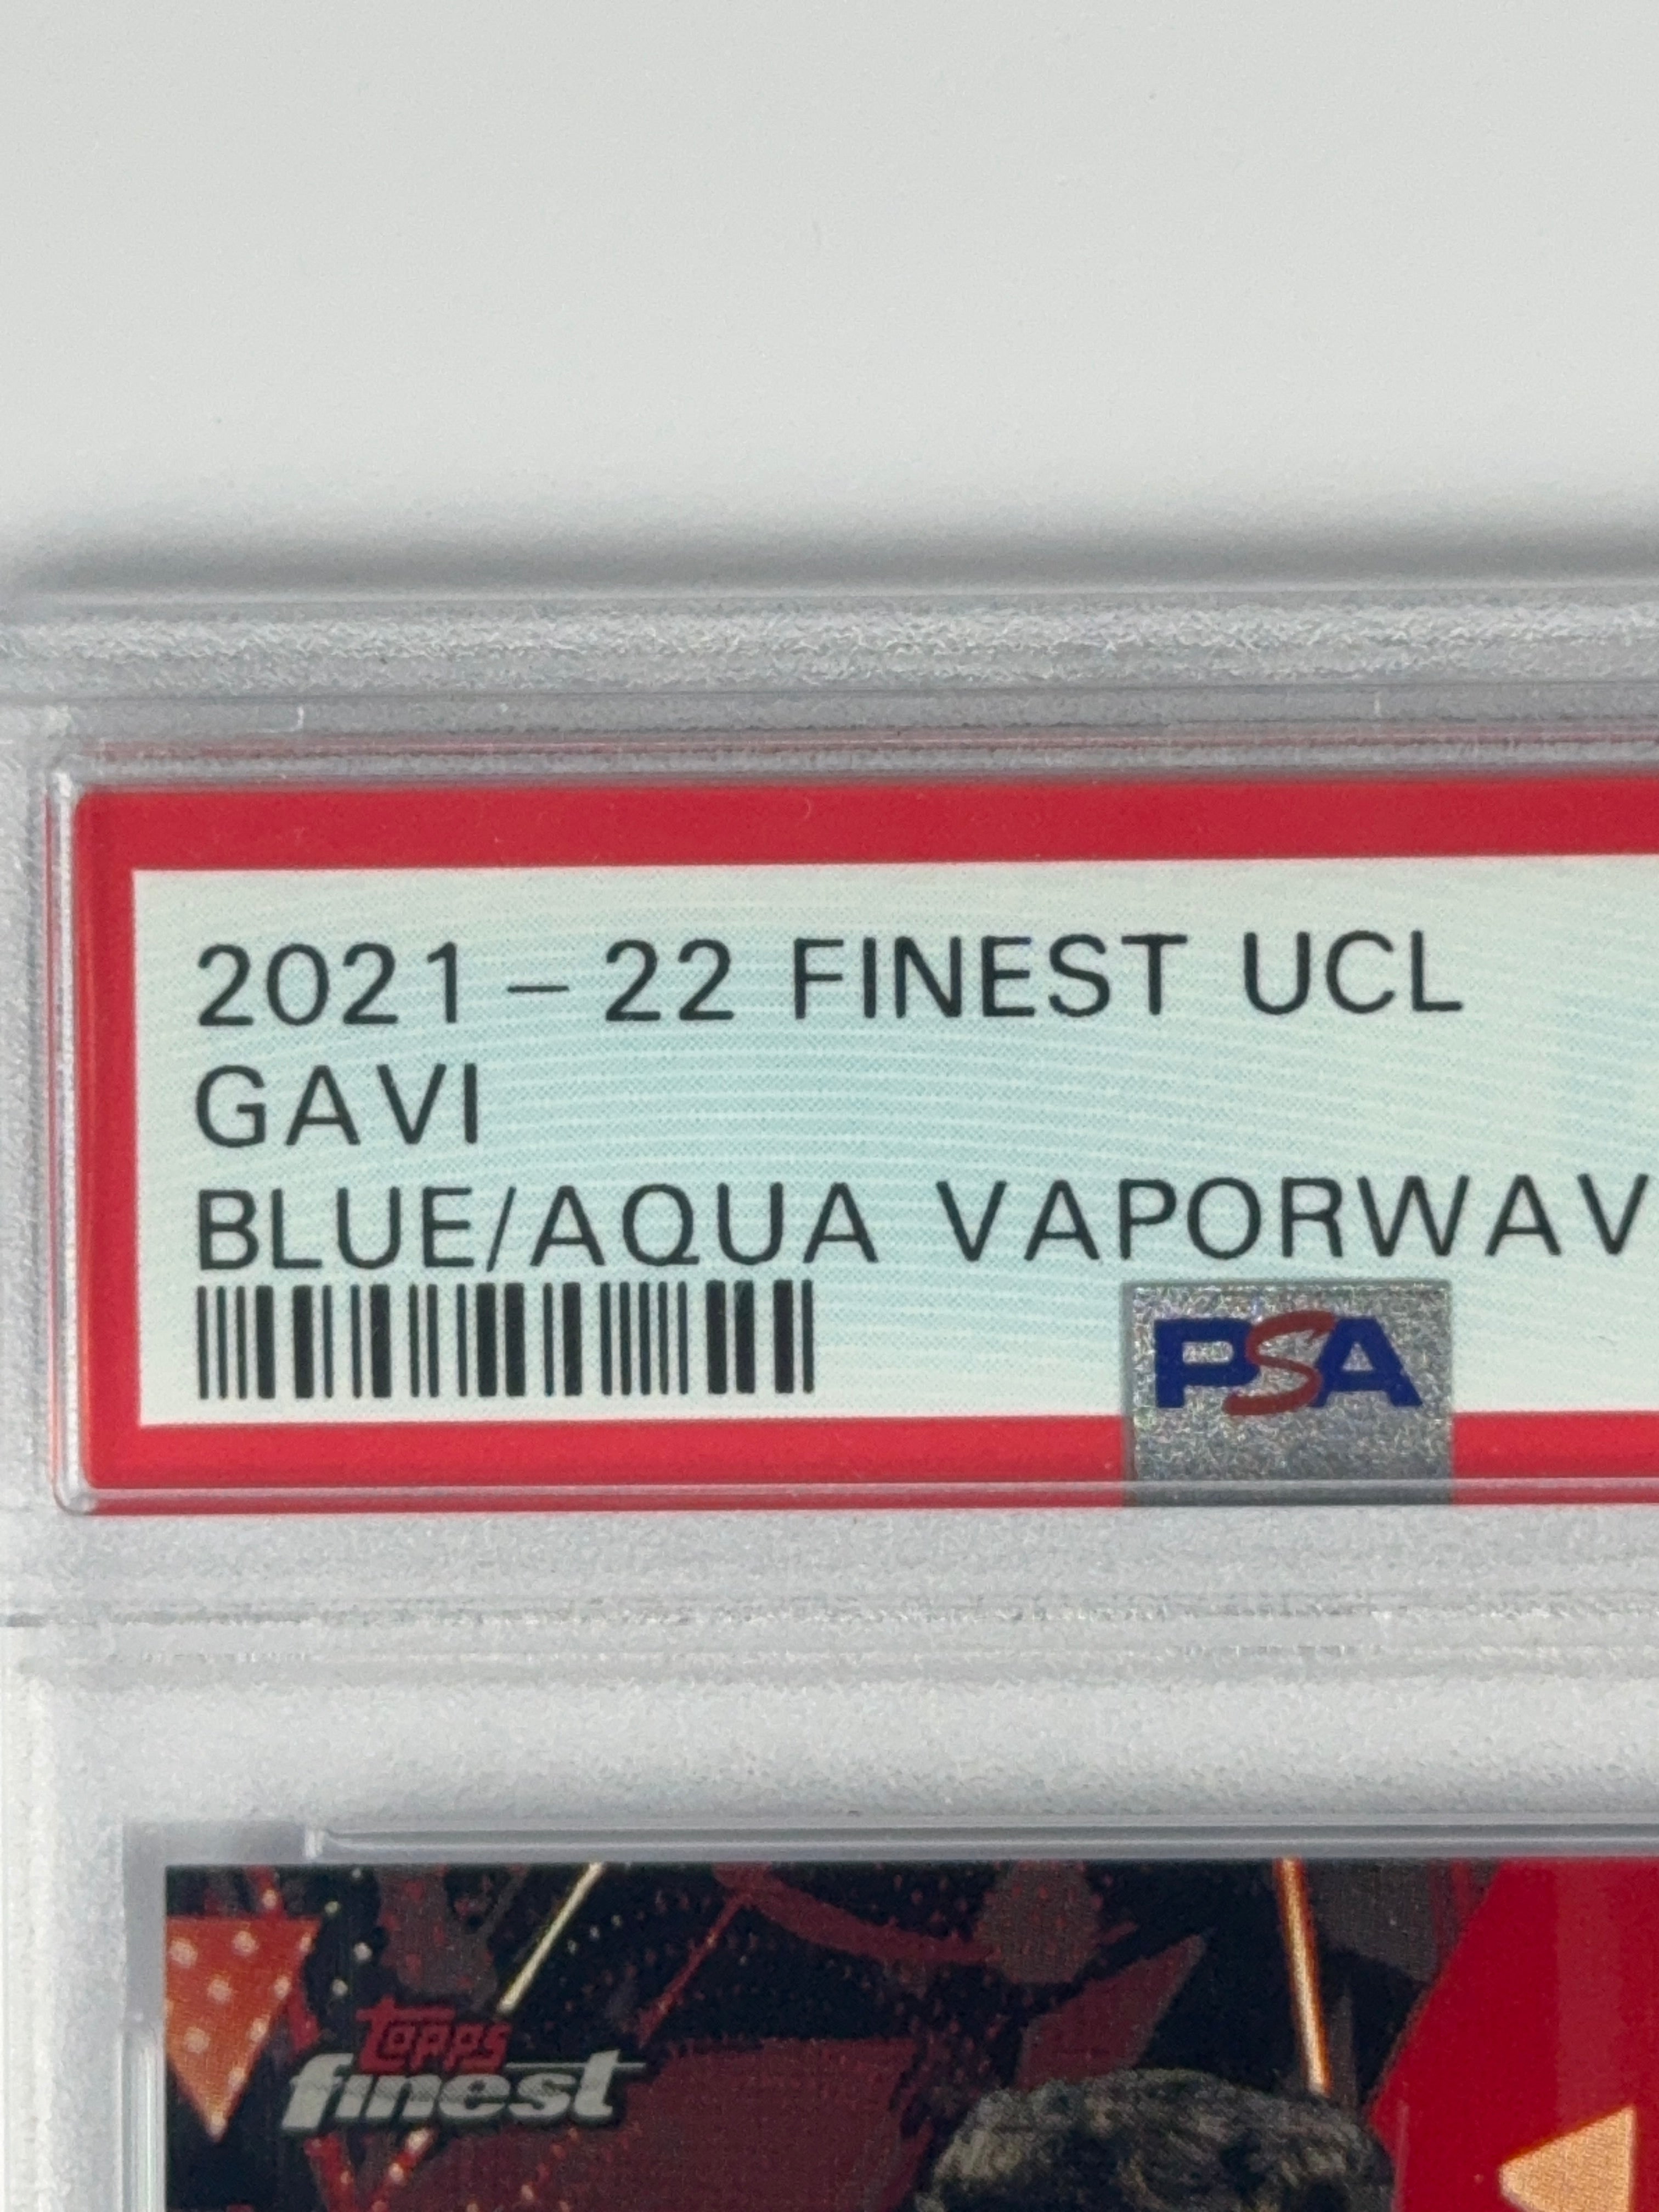 2021 - 22 FINEST UCL
GAVI
BLUE/AQUA VAPORWAV
PSA
Topps
finest